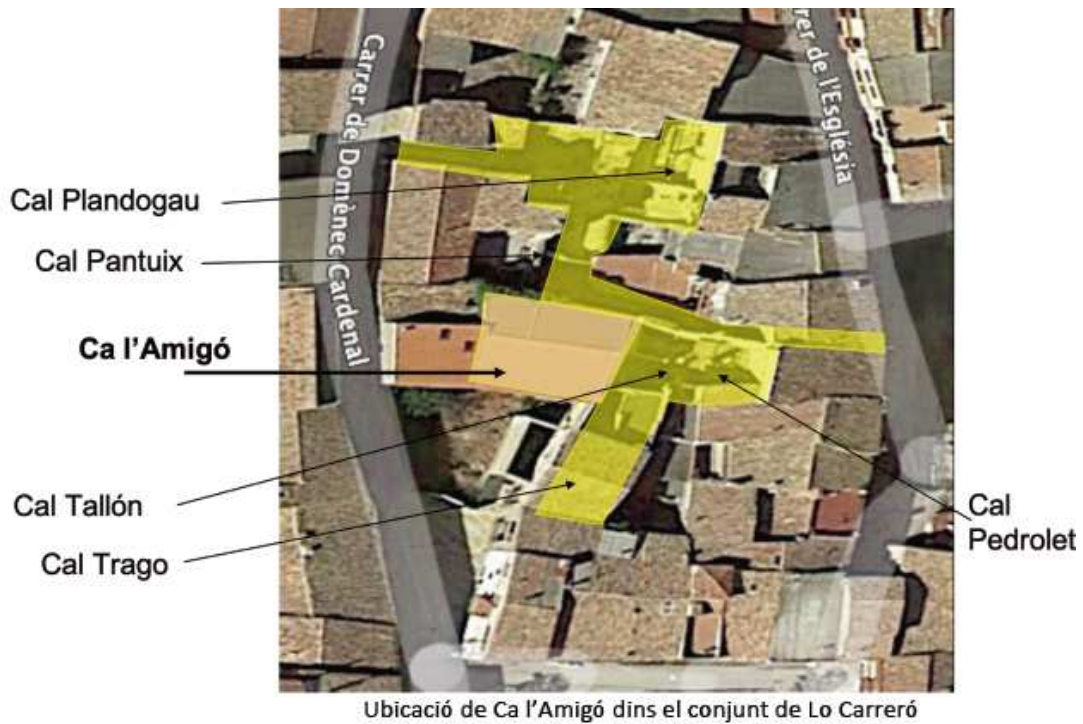 Carrer de Domènec Cardenal
rrer de l'Església
Cal Plandogau
Cal Pantuix
Ca l'Amigó
Cal Tallón
Cal Trago
Cal
Pedrolet
Ubicació de Ca l'Amigó dins el conjunt de Lo Carreró